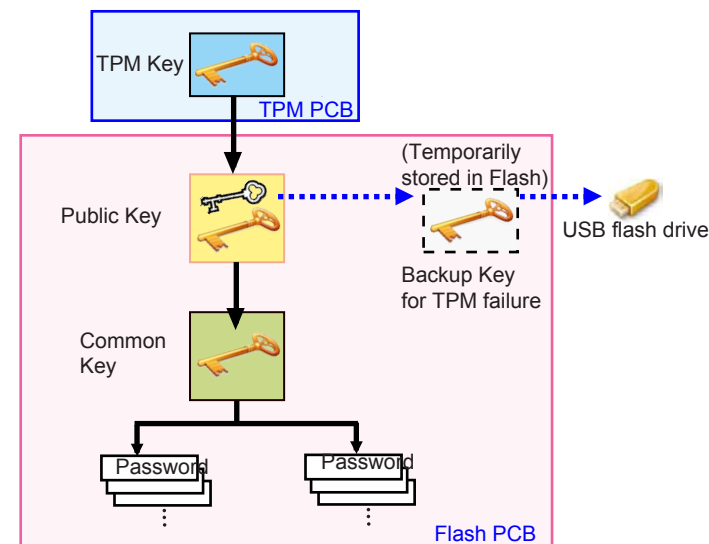 TPM Key
TPM PCB
(Temporarily
stored in Flash)
Public Key
USB flash drive
Backup Key
for TPM failure
Common
Key
Password
Password
Flash PCB